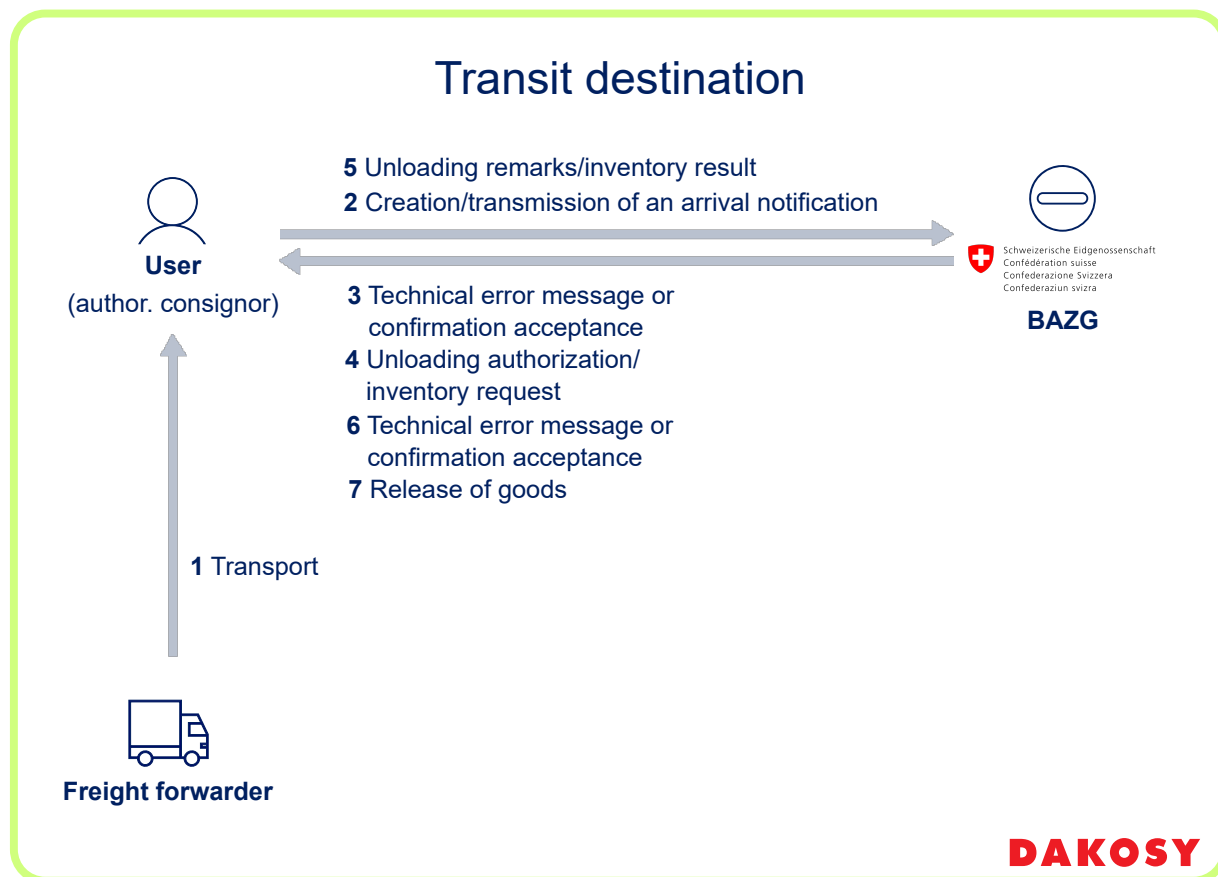 Transit destination
5 Unloading remarks/inventory result
2 Creation/transmission of an arrival notification
User
(author. consignor)
Schweizerische Eidgenossenschaft
Confédération suisse
Confederazione Svizzera
Confederaziun svizra
BAZG
3 Technical error message or
confirmation acceptance
4 Unloading authorization/
inventory request
6 Technical error message or
confirmation acceptance
7 Release of goods
1 Transport
Freight forwarder
DAKOSY